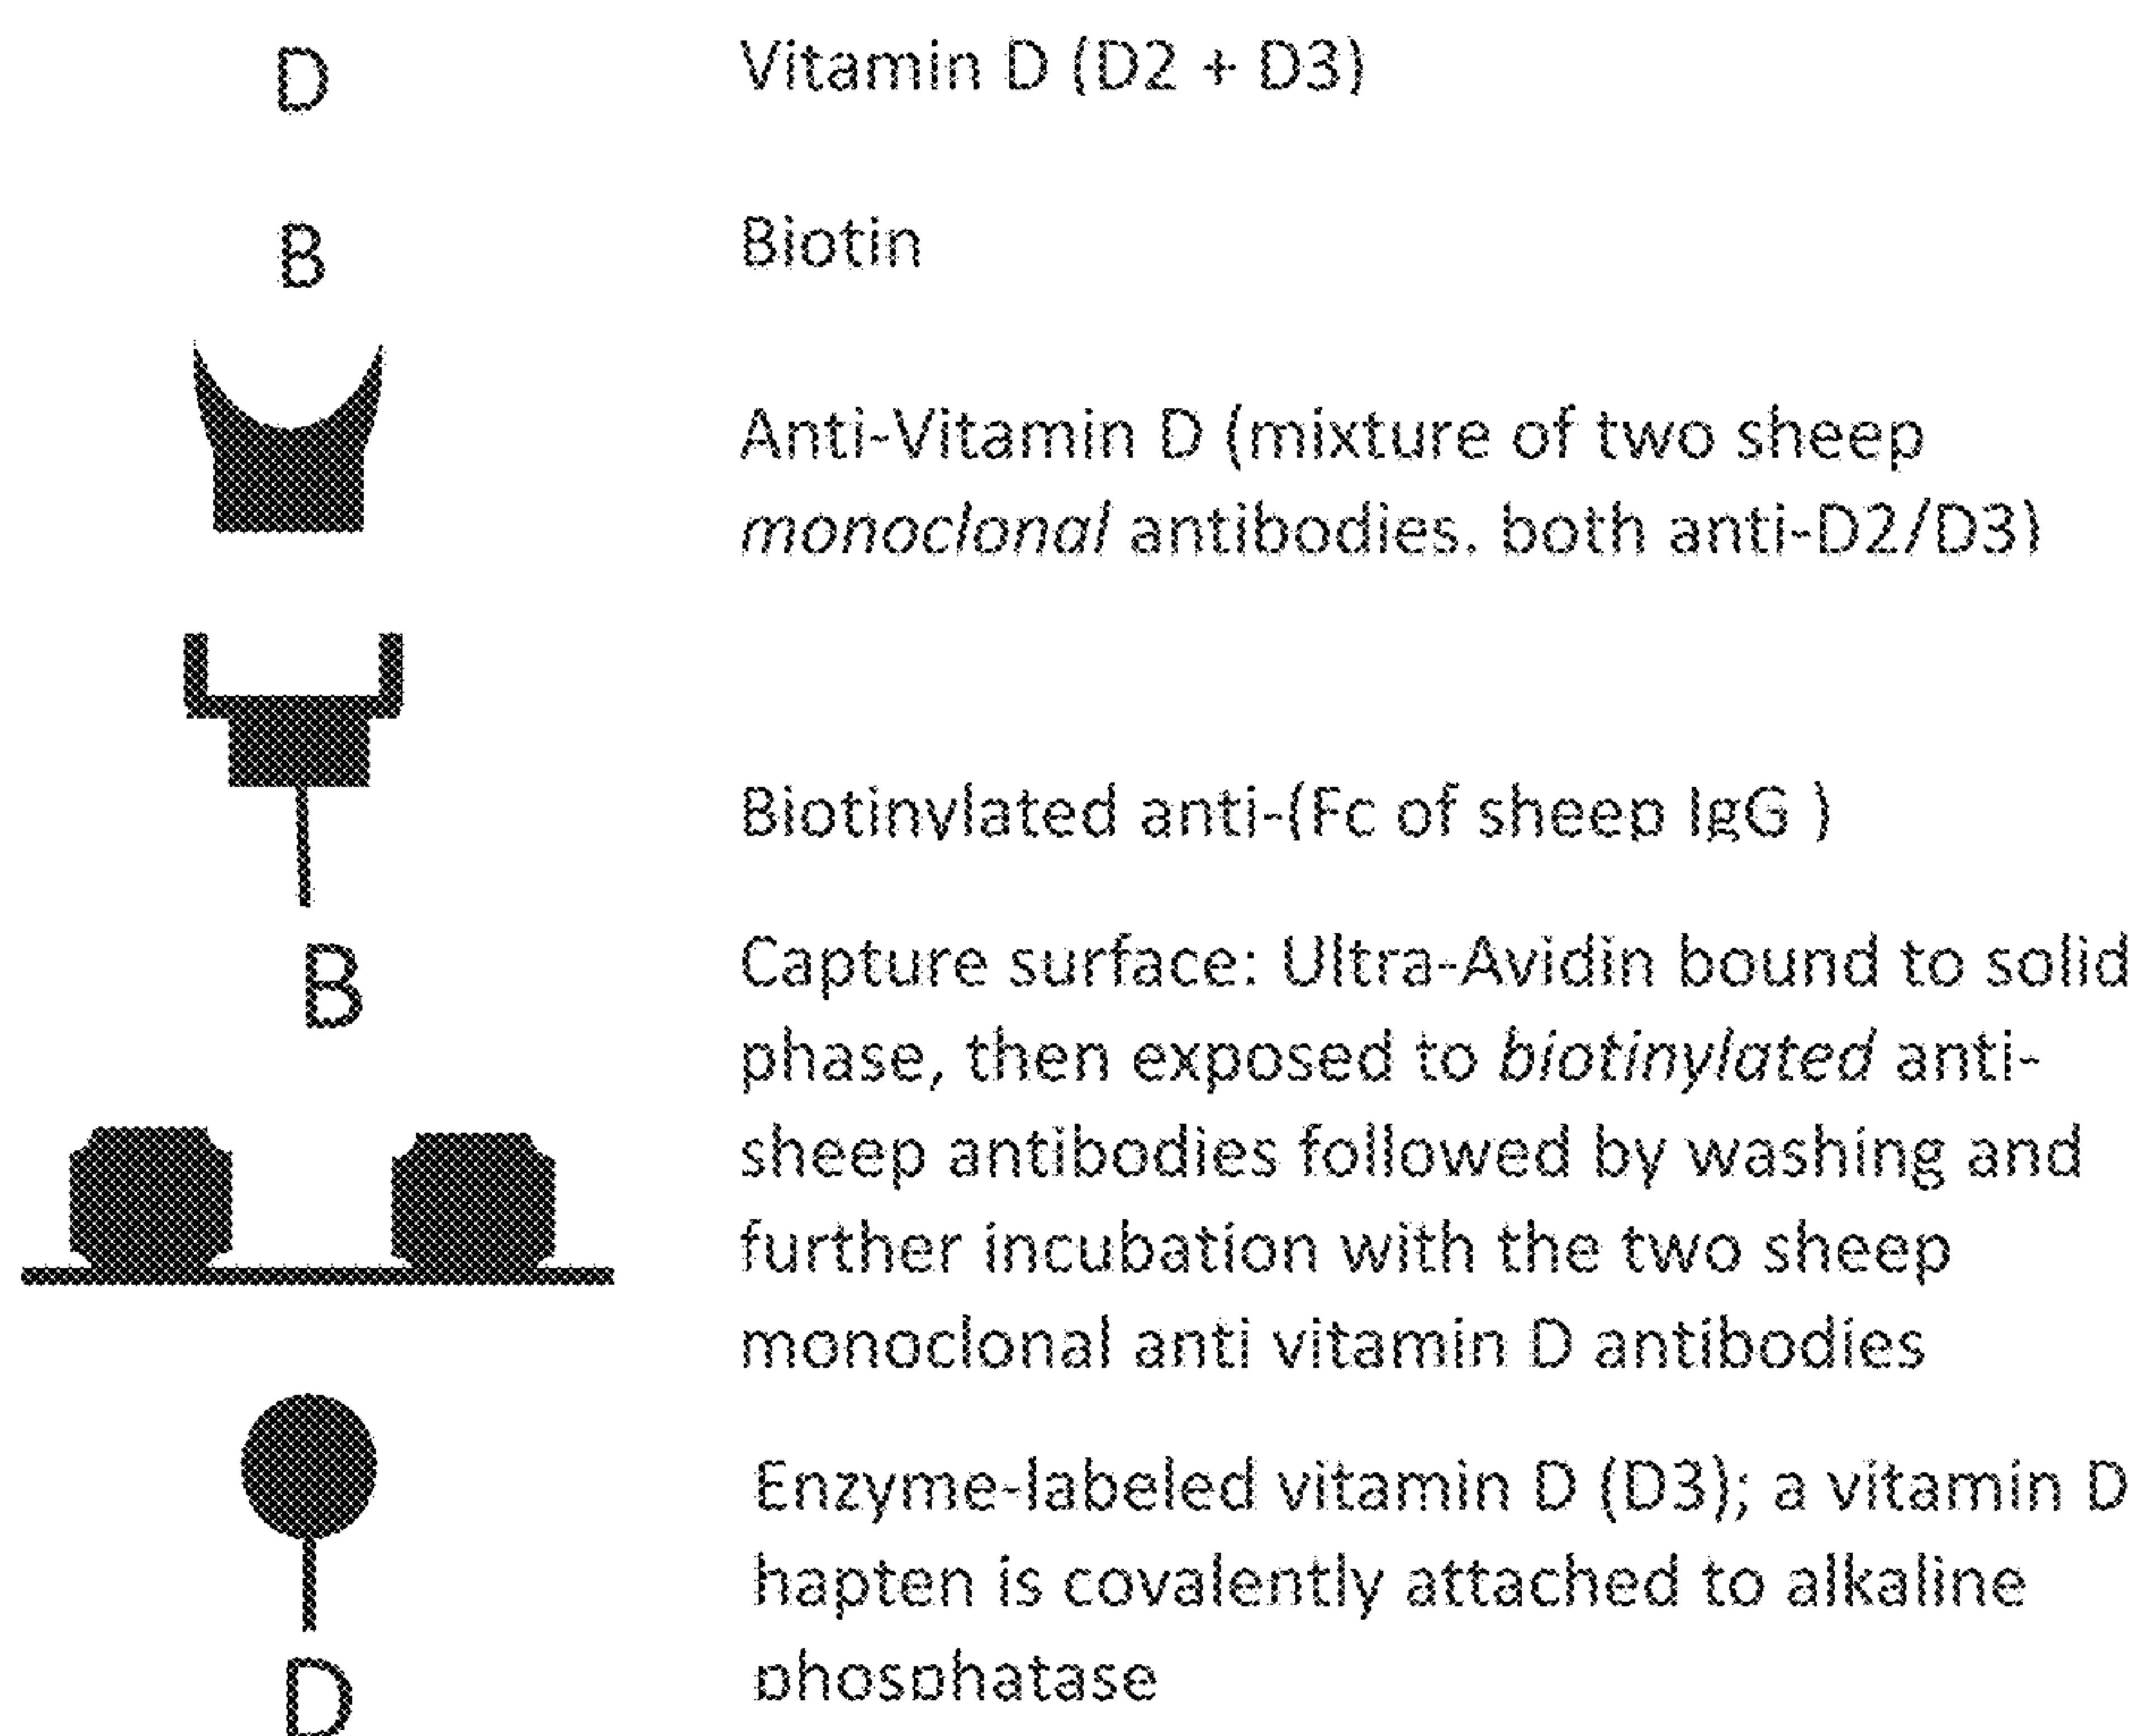 D Vitamin D (D2 + D3)
B Biotin
Anti-Vitamin D (mixture of two sheep
monoclonal antibodies. both anti-D2/D3)
Biotinylated anti-(Fc of sheep IgG )
B
Capture surface: Ultra-Avidin bound to solid
phase, then exposed to biotinylated anti-
sheep antibodies followed by washing and
further incubation with the two sheep
monoclonal anti vitamin D antibodies
Enzyme-labeled vitamin D (D3); a vitamin D
hapten is covalently attached to alkaline
phosphatase
D